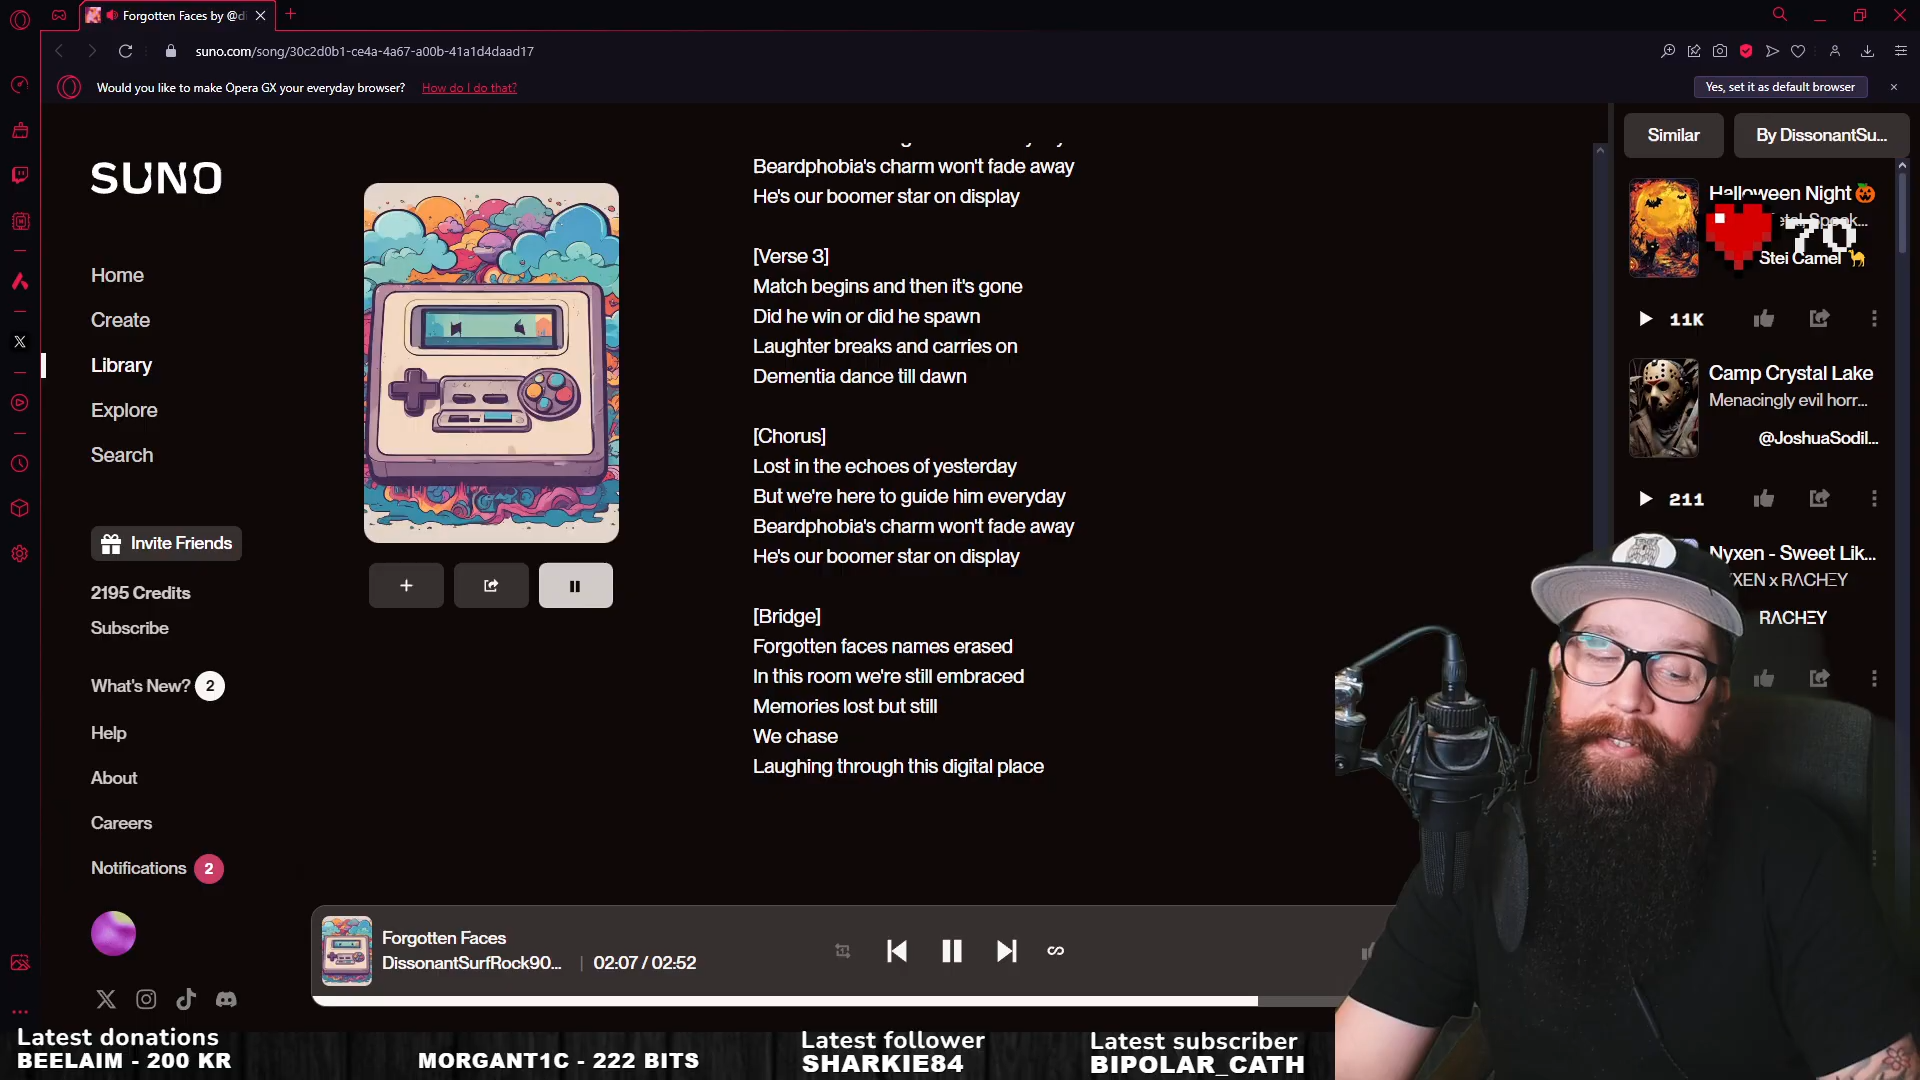 Forgotten Faces by @di
suno.com/song/30c2d0b1-ce4a-4a67-a00b-41a1d4daad17
Would you like to make Opera GX your everyday browser?
How do I do that?
Yes, set it as default browser
SUNO
Home
Create
Library
Explore
Search
Invite Friends
2195 Credits
Subscribe
What's New? 2
Help
About
Careers
Notifications 2
Beardphobia's charm won't fade away
He's our boomer star on display
[Verse 3]
Match begins and then it's gone
Did he win or did he spawn
Laughter breaks and carries on
Dementia dance till dawn
[Chorus]
Lost in the echoes of yesterday
But we're here to guide him everyday
Beardphobia's charm won't fade away
He's our boomer star on display
[Bridge]
Forgotten faces names erased
In this room we're still embraced
Memories lost but still
We chase
Laughing through this digital place
Similar
By DissonantSu...
Halloween Night 🎃
70
Stei Camel 🐪
11K
Camp Crystal Lake
Menacingly evil horr...
@JoshuaSodil...
211
Nyxen - Sweet Lik...
XEN x RΛCHΞY
RΛCHΞY
Forgotten Faces
DissonantSurfRock90...
02:07 / 02:52
Latest donations
BEELAIM - 200 KR
MORGANT1C - 222 BITS
Latest follower
SHARKIE84
Latest subscriber
BIPOLAR_CATH